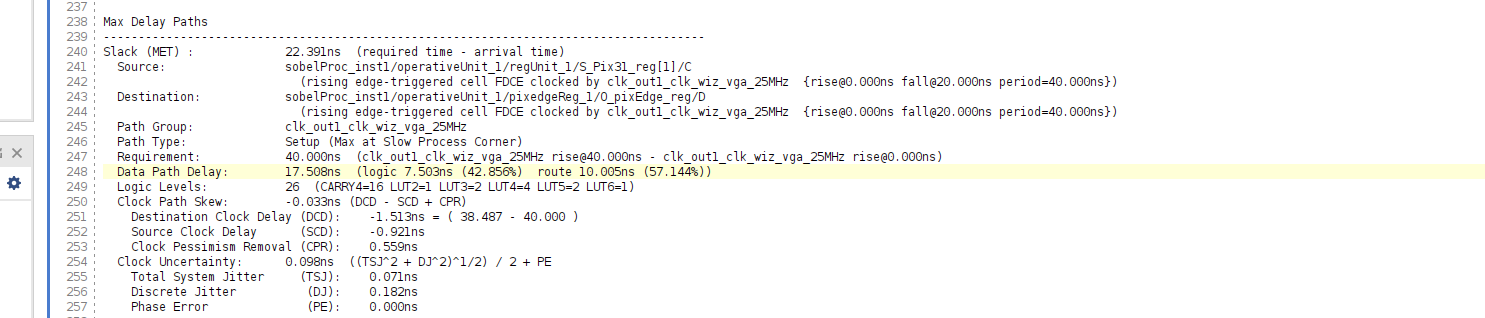 237
238 Max Delay Paths
239 --------------------------------------------------------------------------------------
240 Slack (MET) :             22.391ns  (required time - arrival time)
241   Source:                 sobelProc_inst1/operativeUnit_1/regUnit_1/S_Pix31_reg[1]/C
242                             (rising edge-triggered cell FDCE clocked by clk_out1_clk_wiz_vga_25MHz  {rise@0.000ns fall@20.000ns period=40.000ns})
243   Destination:            sobelProc_inst1/operativeUnit_1/pixedgeReg_1/O_pixEdge_reg/D
244                             (rising edge-triggered cell FDCE clocked by clk_out1_clk_wiz_vga_25MHz  {rise@0.000ns fall@20.000ns period=40.000ns})
245   Path Group:             clk_out1_clk_wiz_vga_25MHz
246   Path Type:              Setup (Max at Slow Process Corner)
247   Requirement:            40.000ns  (clk_out1_clk_wiz_vga_25MHz rise@40.000ns - clk_out1_clk_wiz_vga_25MHz rise@0.000ns)
248   Data Path Delay:        17.508ns  (logic 7.503ns (42.856%)  route 10.005ns (57.144%))
249   Logic Levels:           26  (CARRY4=16 LUT2=1 LUT3=2 LUT4=4 LUT5=2 LUT6=1)
250   Clock Path Skew:        -0.033ns (DCD - SCD + CPR)
251     Destination Clock Delay (DCD):    -1.513ns = ( 38.487 - 40.000 )
252     Source Clock Delay      (SCD):    -0.921ns
253     Clock Pessimism Removal (CPR):    0.559ns
254   Clock Uncertainty:      0.098ns  ((TSJ^2 + DJ^2)^1/2) / 2 + PE
255     Total System Jitter     (TSJ):    0.071ns
256     Discrete Jitter          (DJ):    0.182ns
257     Phase Error              (PE):    0.000ns